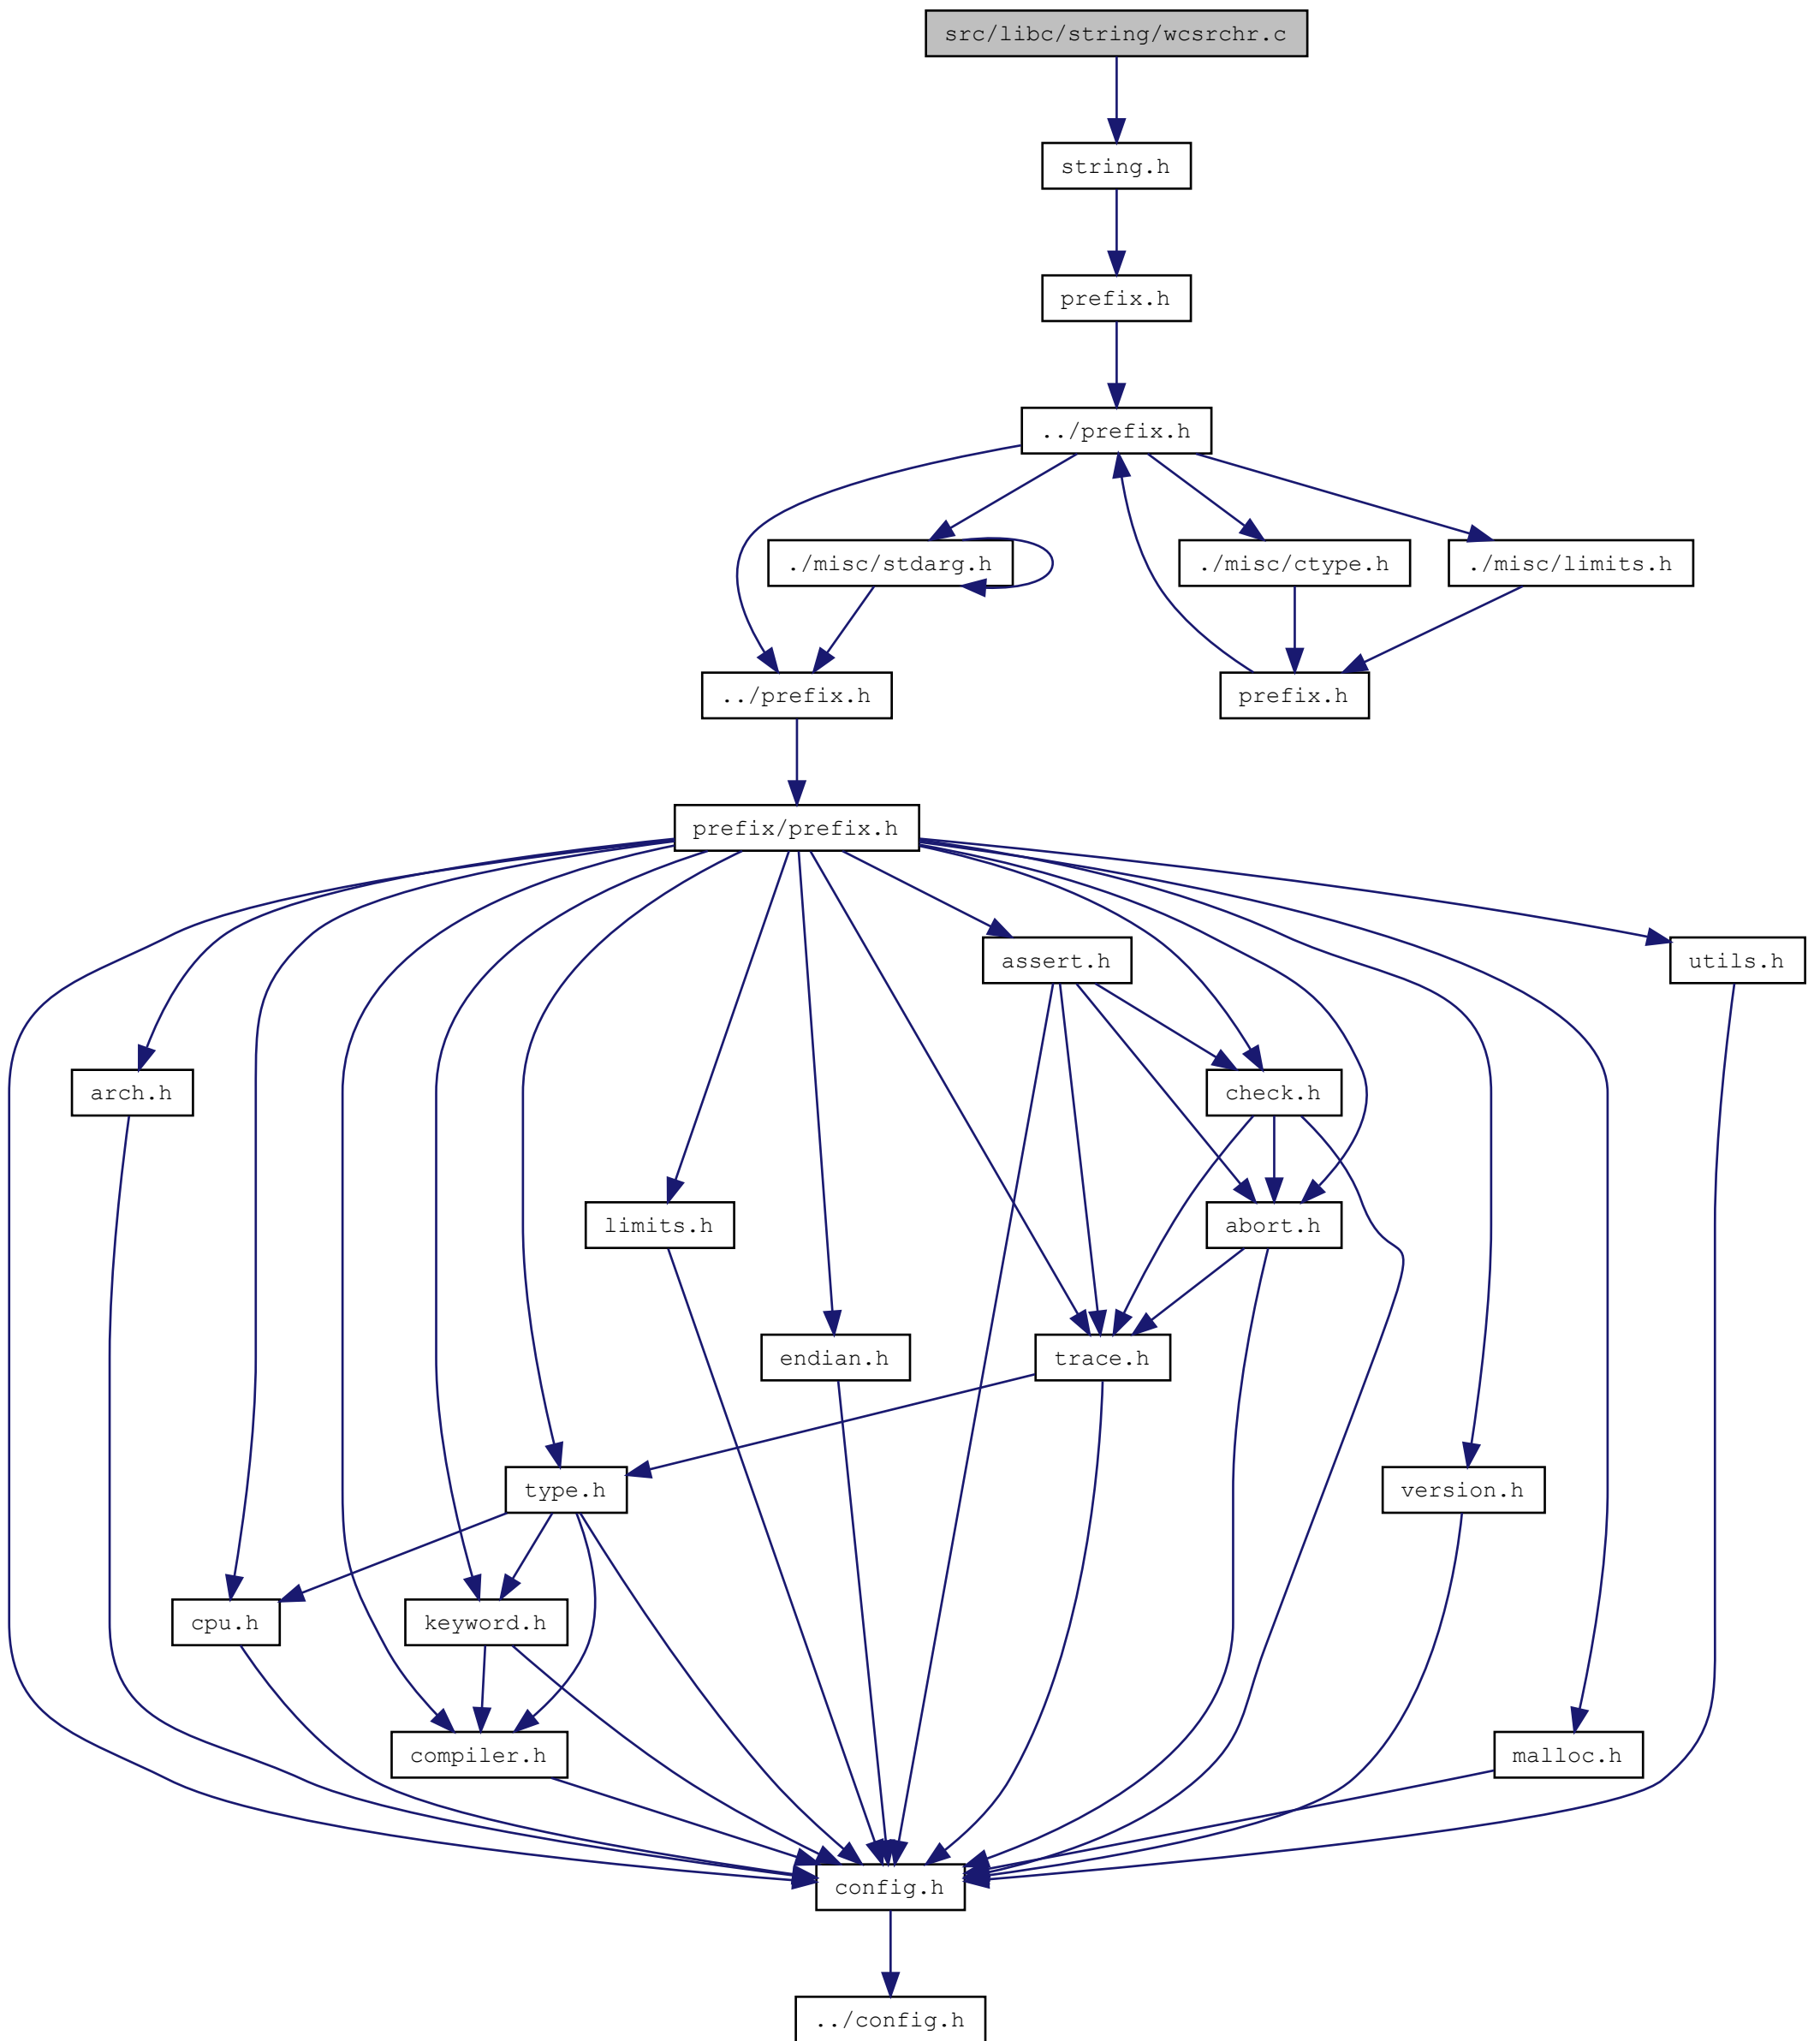 src/libc/string/wcsrchr.c
string.h
prefix.h
../prefix.h
./misc/stdarg.h
./misc/ctype.h
./misc/limits.h
../prefix.h
prefix.h
prefix/prefix.h
assert.h
utils.h
arch.h
check.h
limits.h
abort.h
endian.h
trace.h
type.h
version.h
cpu.h
keyword.h
compiler.h
malloc.h
config.h
../config.h